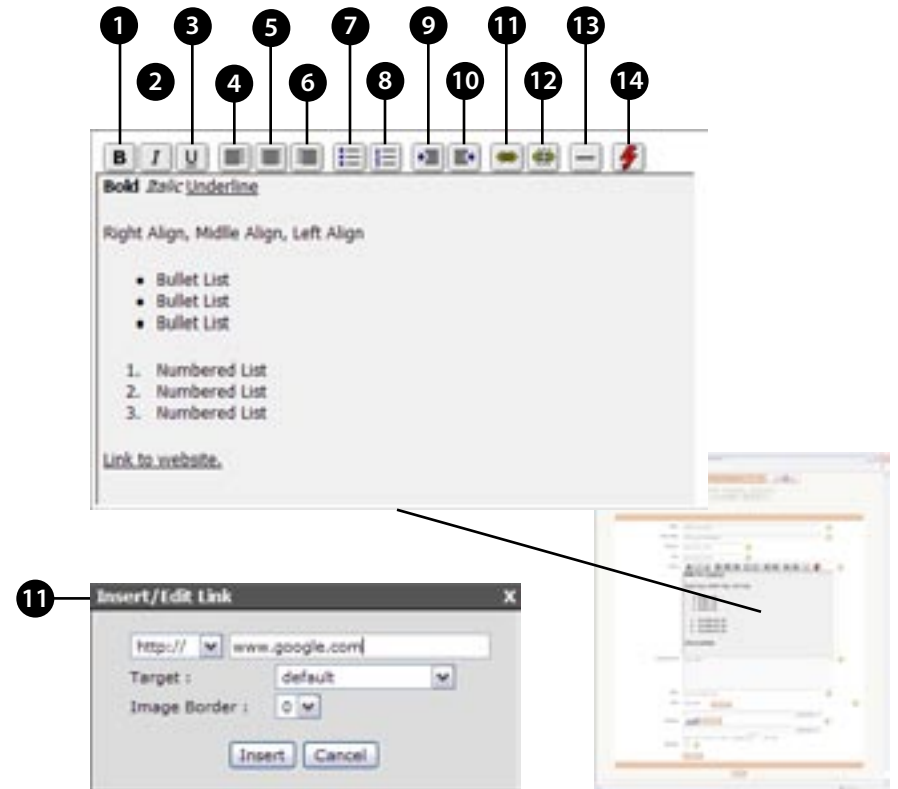 1 3 5 7 9 11 13
2 4 6 8 10 12 14
B I U
Bold Italic Underline
Right Align, Midlle Align, Left Align
• Bullet List
• Bullet List
• Bullet List
1. Numbered List
2. Numbered List
3. Numbered List
Link to website.
11 Insert/Edit Link x
http:// www.google.com
Target : default
Image Border : 0
Insert Cancel